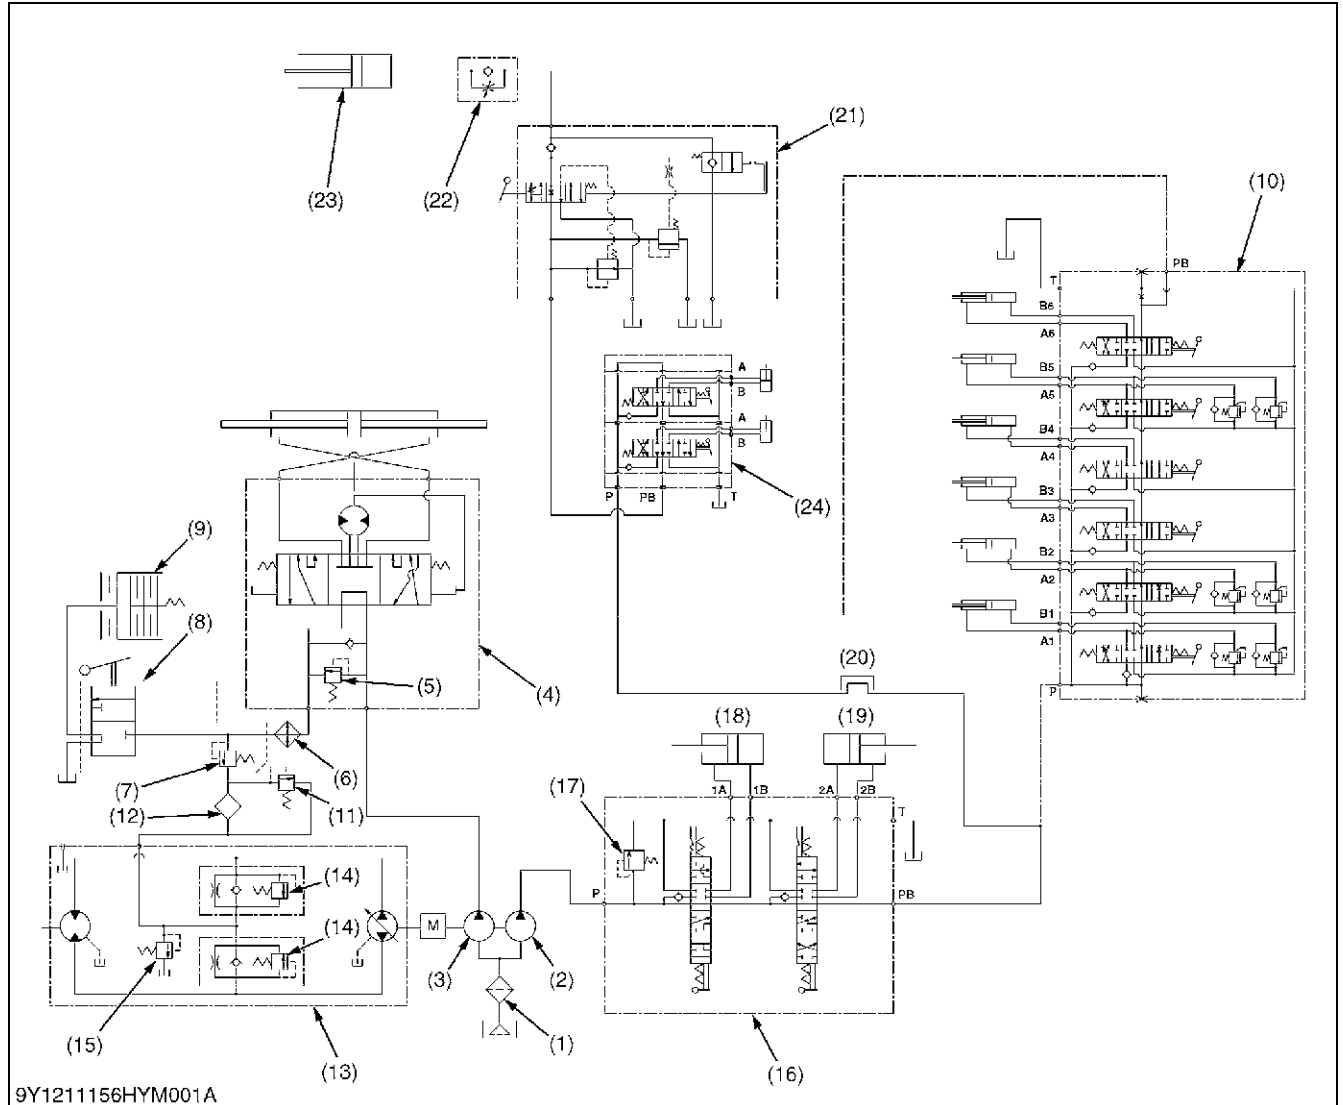 (21)
(10)
(23)
(22)
PB
T
B6
A6
B5
A5
B4
A4
B3
A3
B2
A2
B1
A1
P
A
B
A
B
P PB T
(24)
(9)
(8)
(5)
(4)
(20)
(18)
(19)
(7)
(6)
(12)
(11)
(17)
1A 1B 2A 2B
T
P
PB
(14)
(14)
M
(3)
(2)
(15)
(13)
(1)
(16)
9Y1211156HYM001A